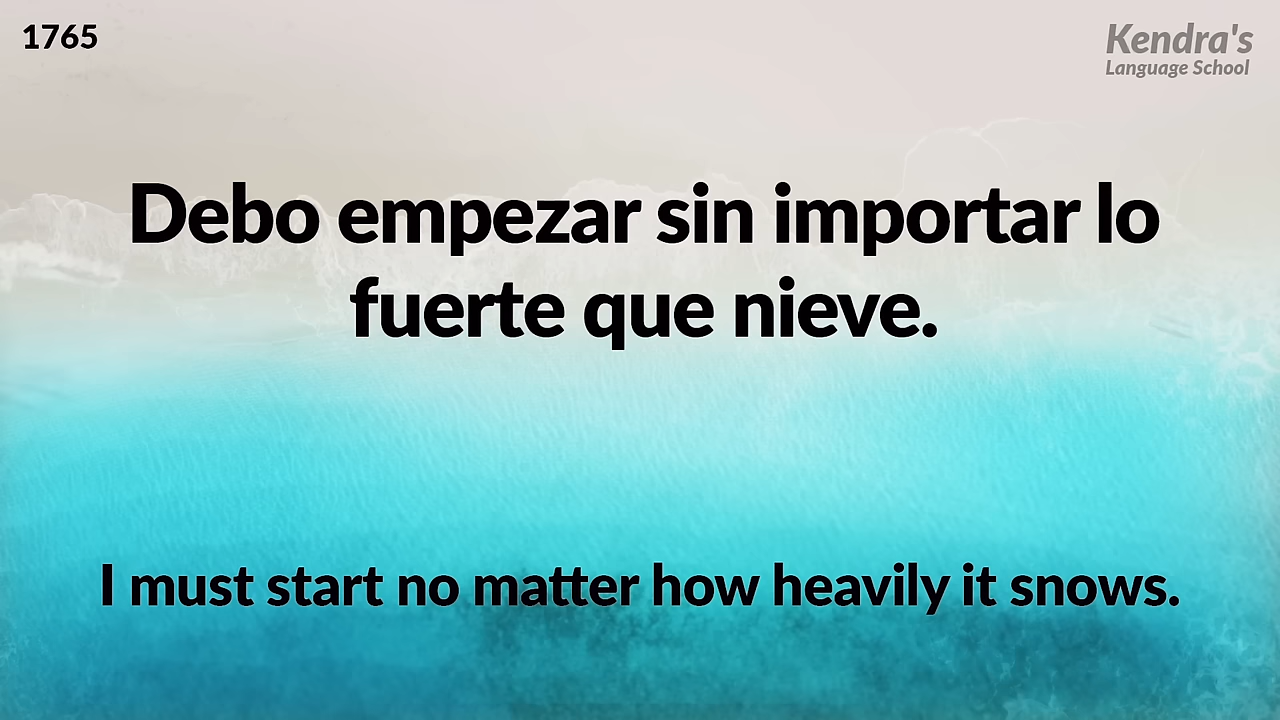 1765
Kendra's
Language School
Debo empezar sin importar lo
fuerte que nieve.
I must start no matter how heavily it snows.